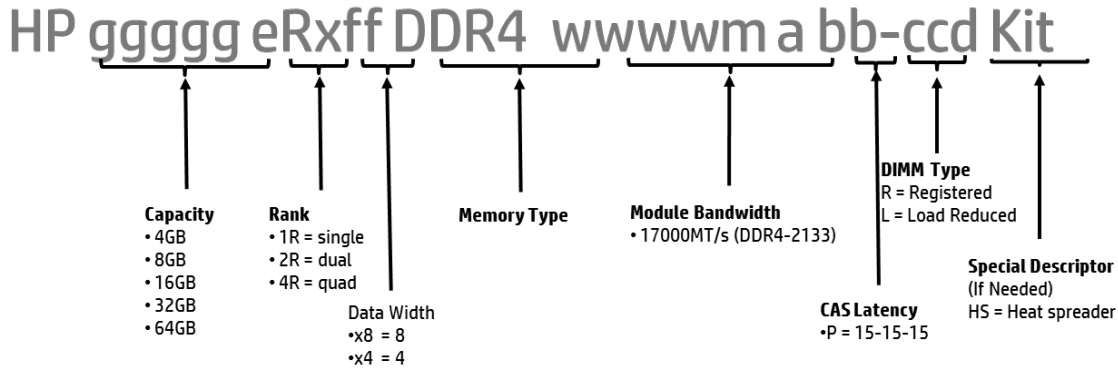 HP ggggg eRxff DDR4 wwwwm a bb-ccd Kit
Capacity
• 4GB
• 8GB
• 16GB
• 32GB
• 64GB
Rank
• 1R = single
• 2R = dual
• 4R = quad
Data Width
•x8 = 8
•x4 = 4
Memory Type
Module Bandwidth
• 17000MT/s (DDR4-2133)
CAS Latency
•P = 15-15-15
DIMM Type
R = Registered
L = Load Reduced
Special Descriptor
(If Needed)
HS = Heat spreader